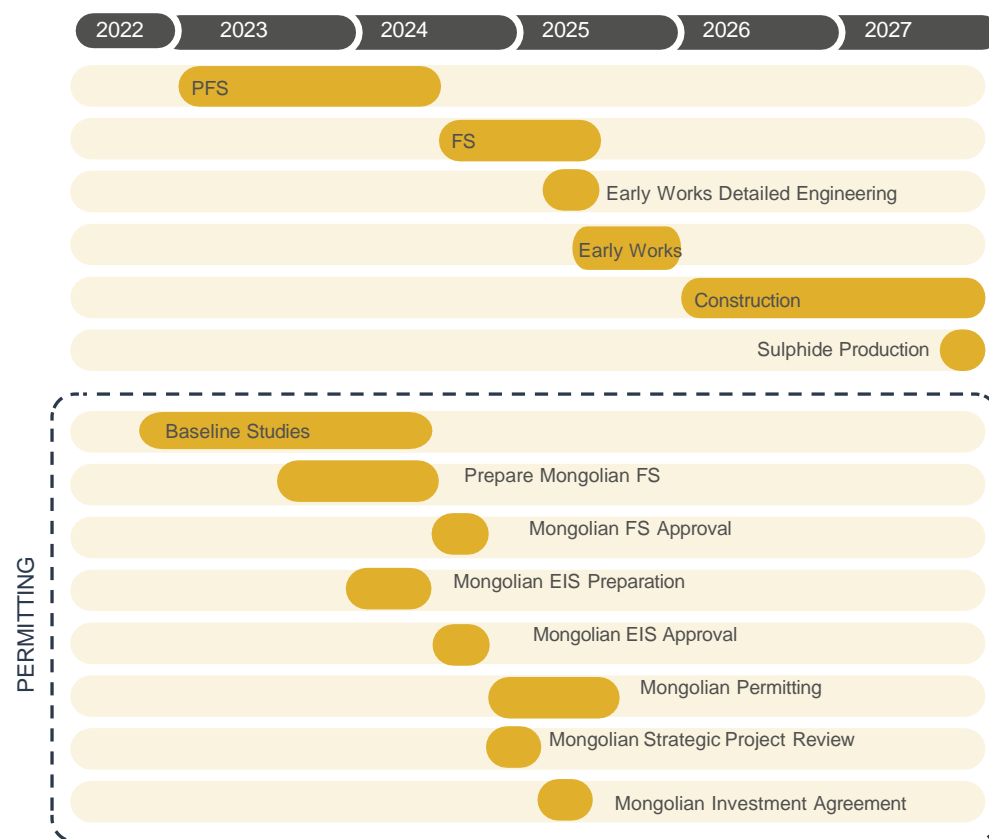 2022 2023 2024 2025 2026 2027
PFS
FS
Early Works Detailed Engineering
Early Works
Construction
Sulphide Production
PERMITTING
Baseline Studies
Prepare Mongolian FS
Mongolian FS Approval
Mongolian EIS Preparation
Mongolian EIS Approval
Mongolian Permitting
Mongolian Strategic Project Review
Mongolian Investment Agreement